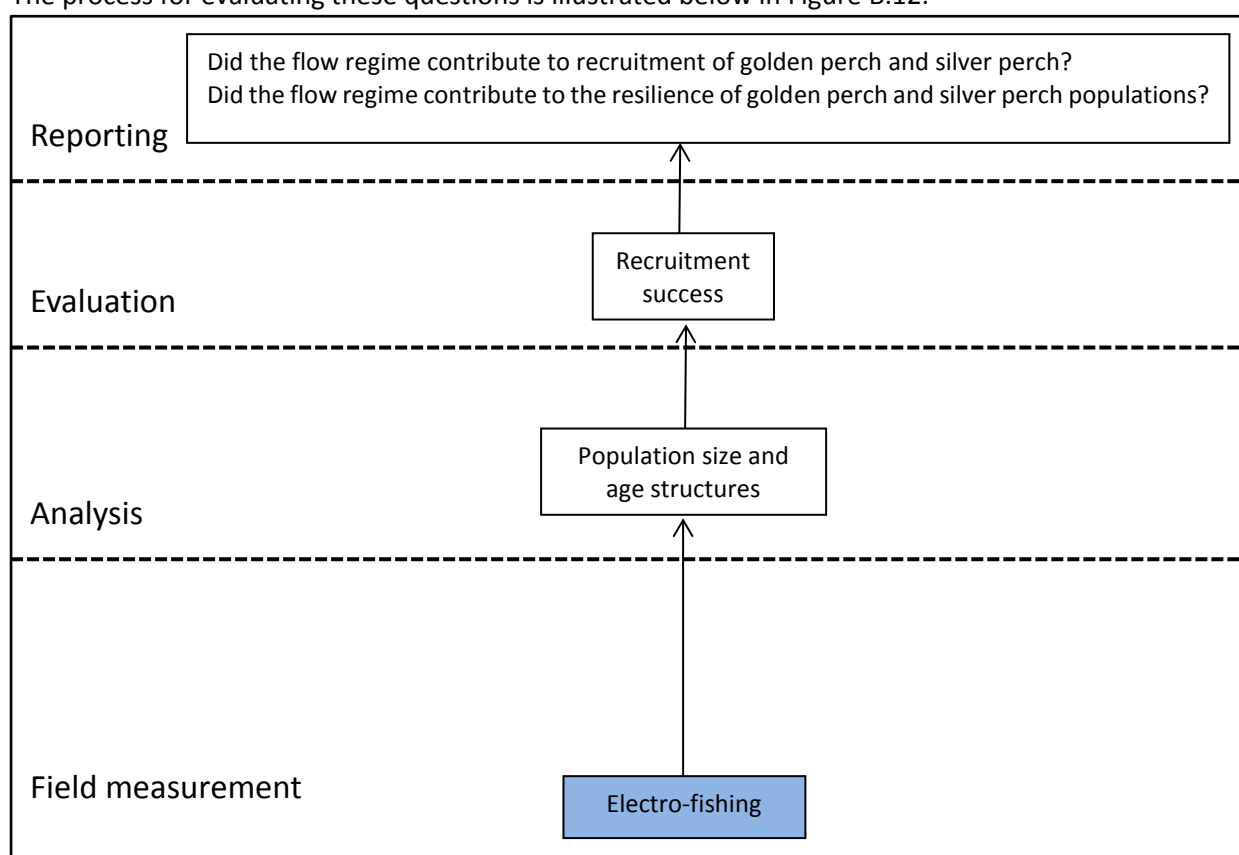 The process for evaluating these questions is illustrated below in Figure B.12.
Did the flow regime contribute to recruitment of golden perch and silver perch?
Did the flow regime contribute to the resilience of golden perch and silver perch populations?
Reporting
Recruitment
success
Evaluation
Population size and
age structures
Analysis
Field measurement
Electro-fishing